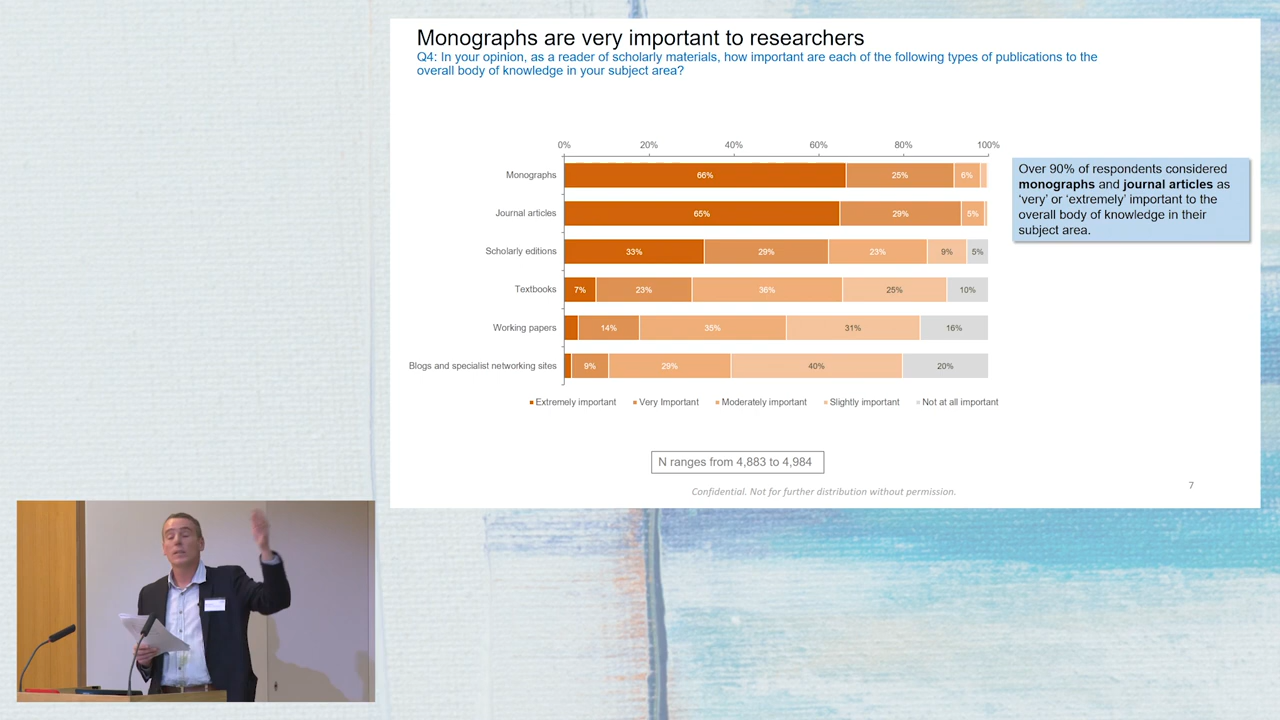 Monographs are very important to researchers
Q4: In your opinion, as a reader of scholarly materials, how important are each of the following types of publications to the
overall body of knowledge in your subject area?
0% 20% 40% 60% 80% 100%
Monographs 66% 25% 6%
Journal articles 65% 29% 5%
Scholarly editions 33% 29% 23% 9% 5%
Textbooks 7% 23% 36% 25% 10%
Working papers 14% 35% 31% 16%
Blogs and specialist networking sites 9% 29% 40% 20%
Extremely important Very Important Moderately important Slightly important Not at all important
Over 90% of respondents considered
monographs and journal articles as
‘very’ or ‘extremely’ important to the
overall body of knowledge in their
subject area.
N ranges from 4,883 to 4,984
Confidential. Not for further distribution without permission.
7